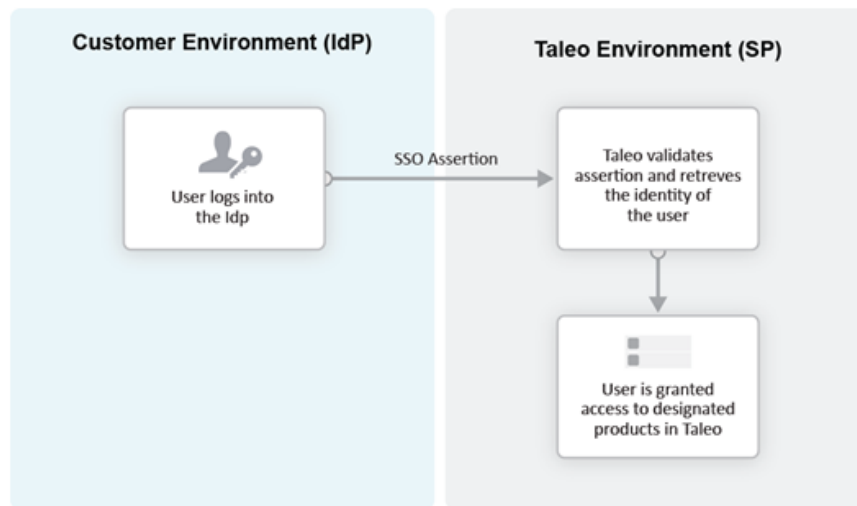 Customer Environment (IdP)
Taleo Environment (SP)
User logs into
the Idp
SSO Assertion
Taleo validates
assertion and retreves
the identity of
the user
User is granted
access to designated
products in Taleo